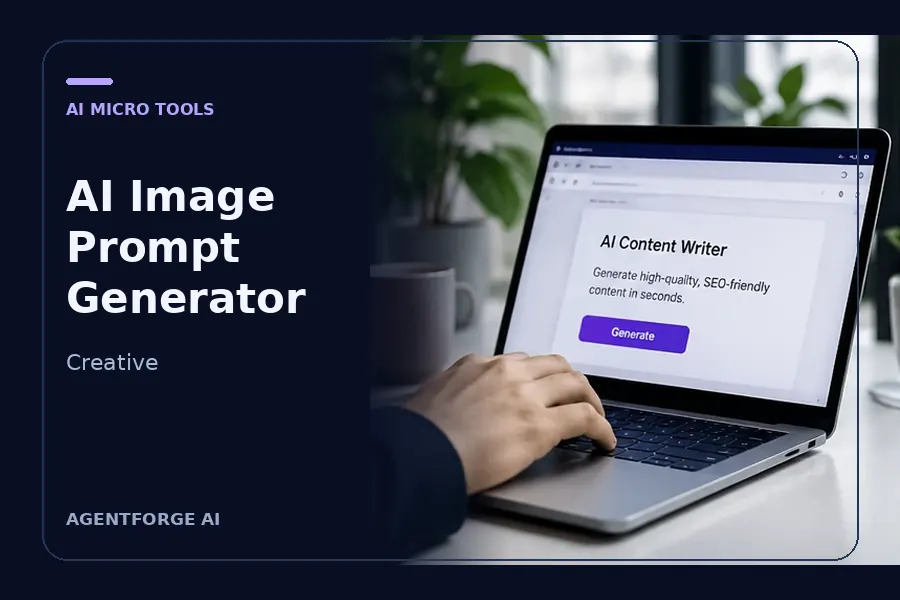 AI MICRO TOOLS
AI Image
Prompt
Generator
Creative
AGENTFORGE AI
AI Content Writer
Generate high-quality, SEO-friendly
content in seconds.
Generate